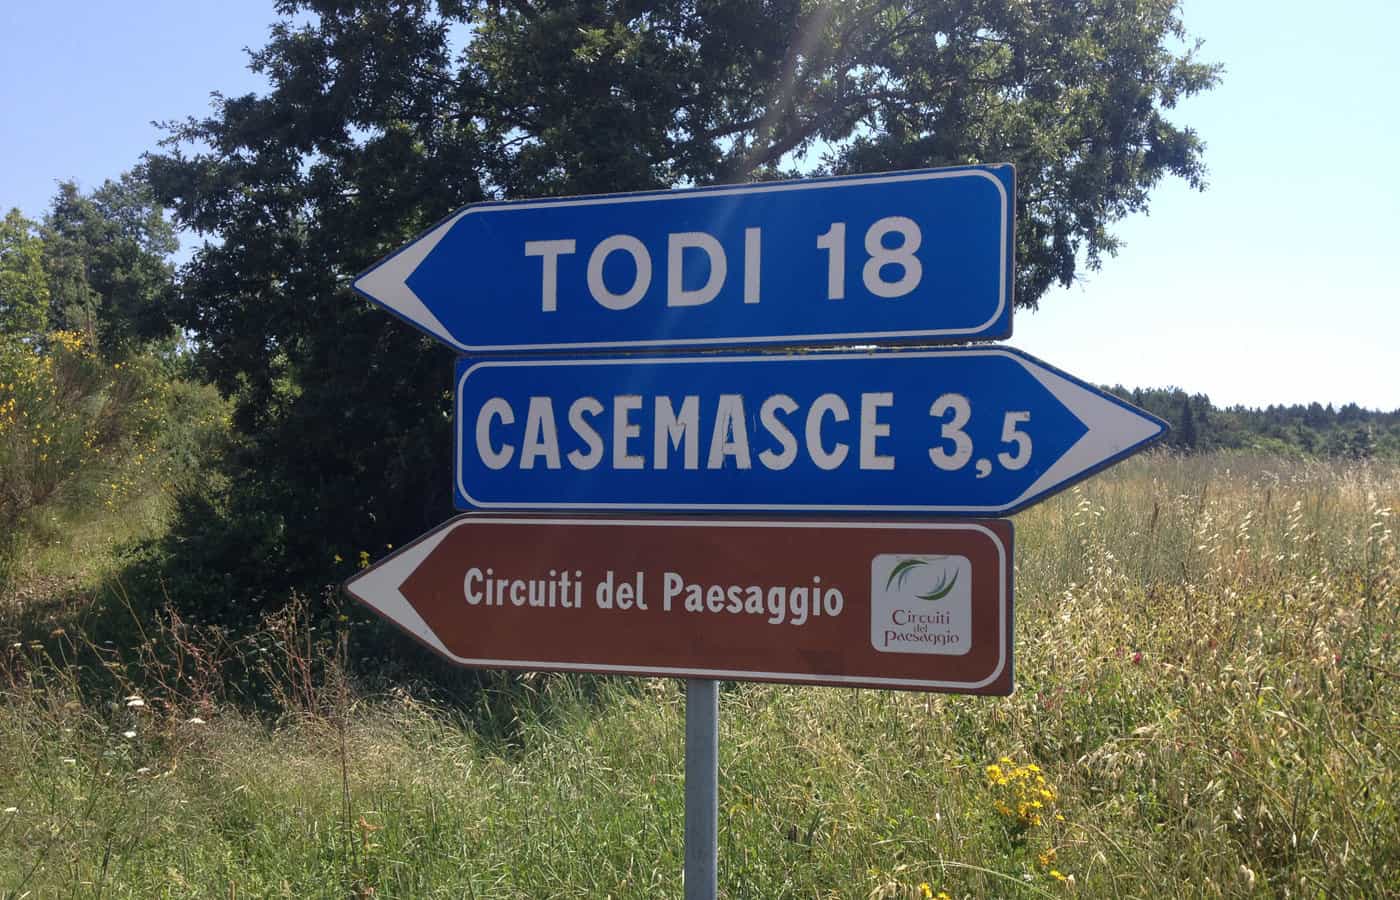 TODI 18
CASEMASCE 3,5
Circuiti del Paesaggio
Circuiti
del
Paesaggio